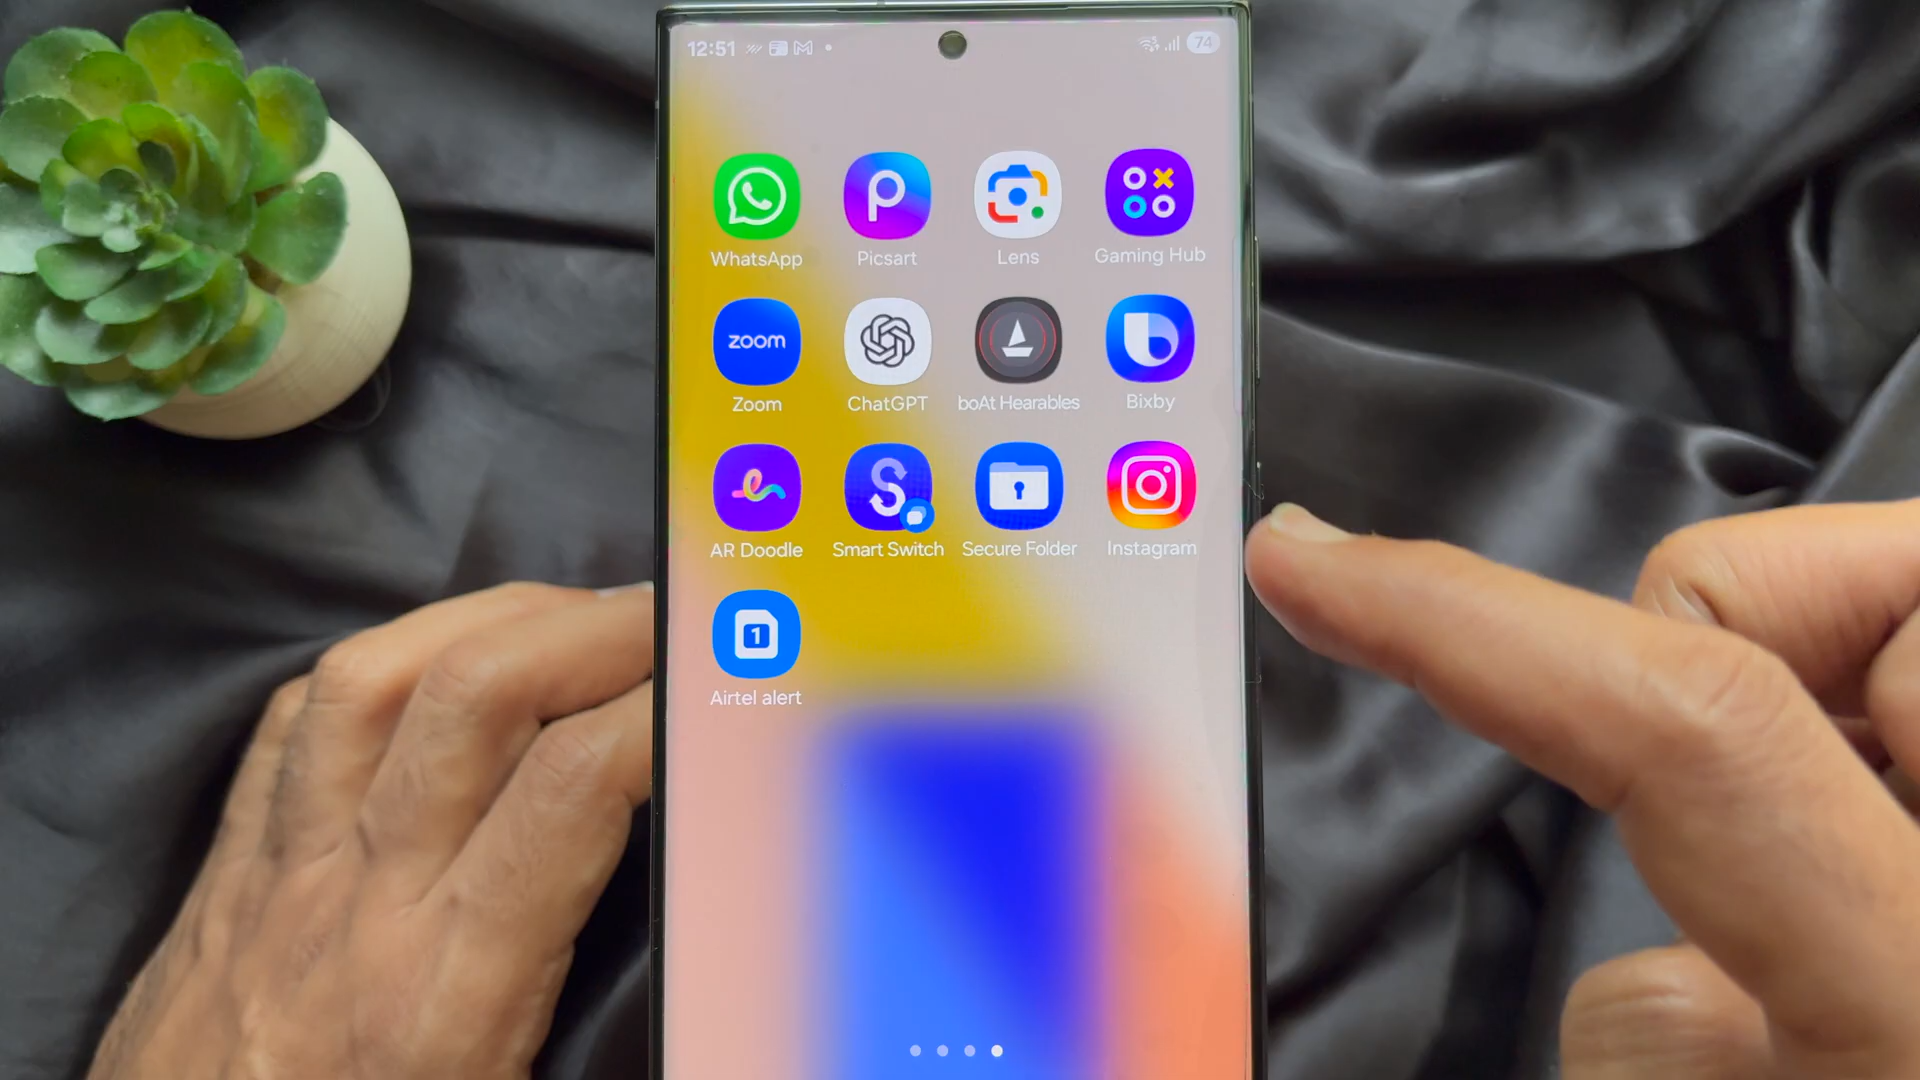 12:51 74
WhatsApp Picsart Lens Gaming Hub
zoom
Zoom ChatGPT boAt Hearables Bixby
AR Doodle Smart Switch Secure Folder Instagram
1
Airtel alert